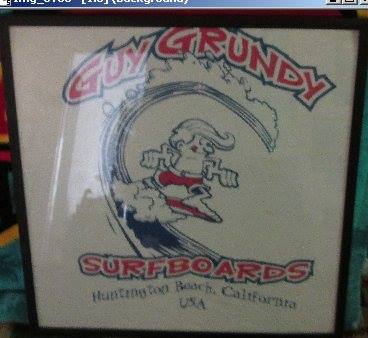 GUY GRUNDY
SURFBOARDS
Huntington Beach, California
USA